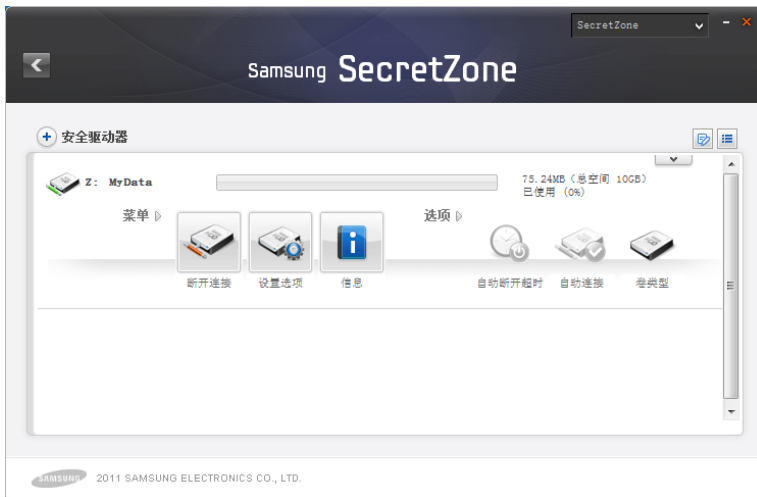 SecretZone
Samsung SecretZone
安全驱动器
Z: MyData
75.24MB (总空间 10GB)
已使用 (0%)
菜单
选项
断开连接
设置选项
信息
自动断开超时
自动连接
卷类型
SAMSUNG 2011 SAMSUNG ELECTRONICS CO., LTD.